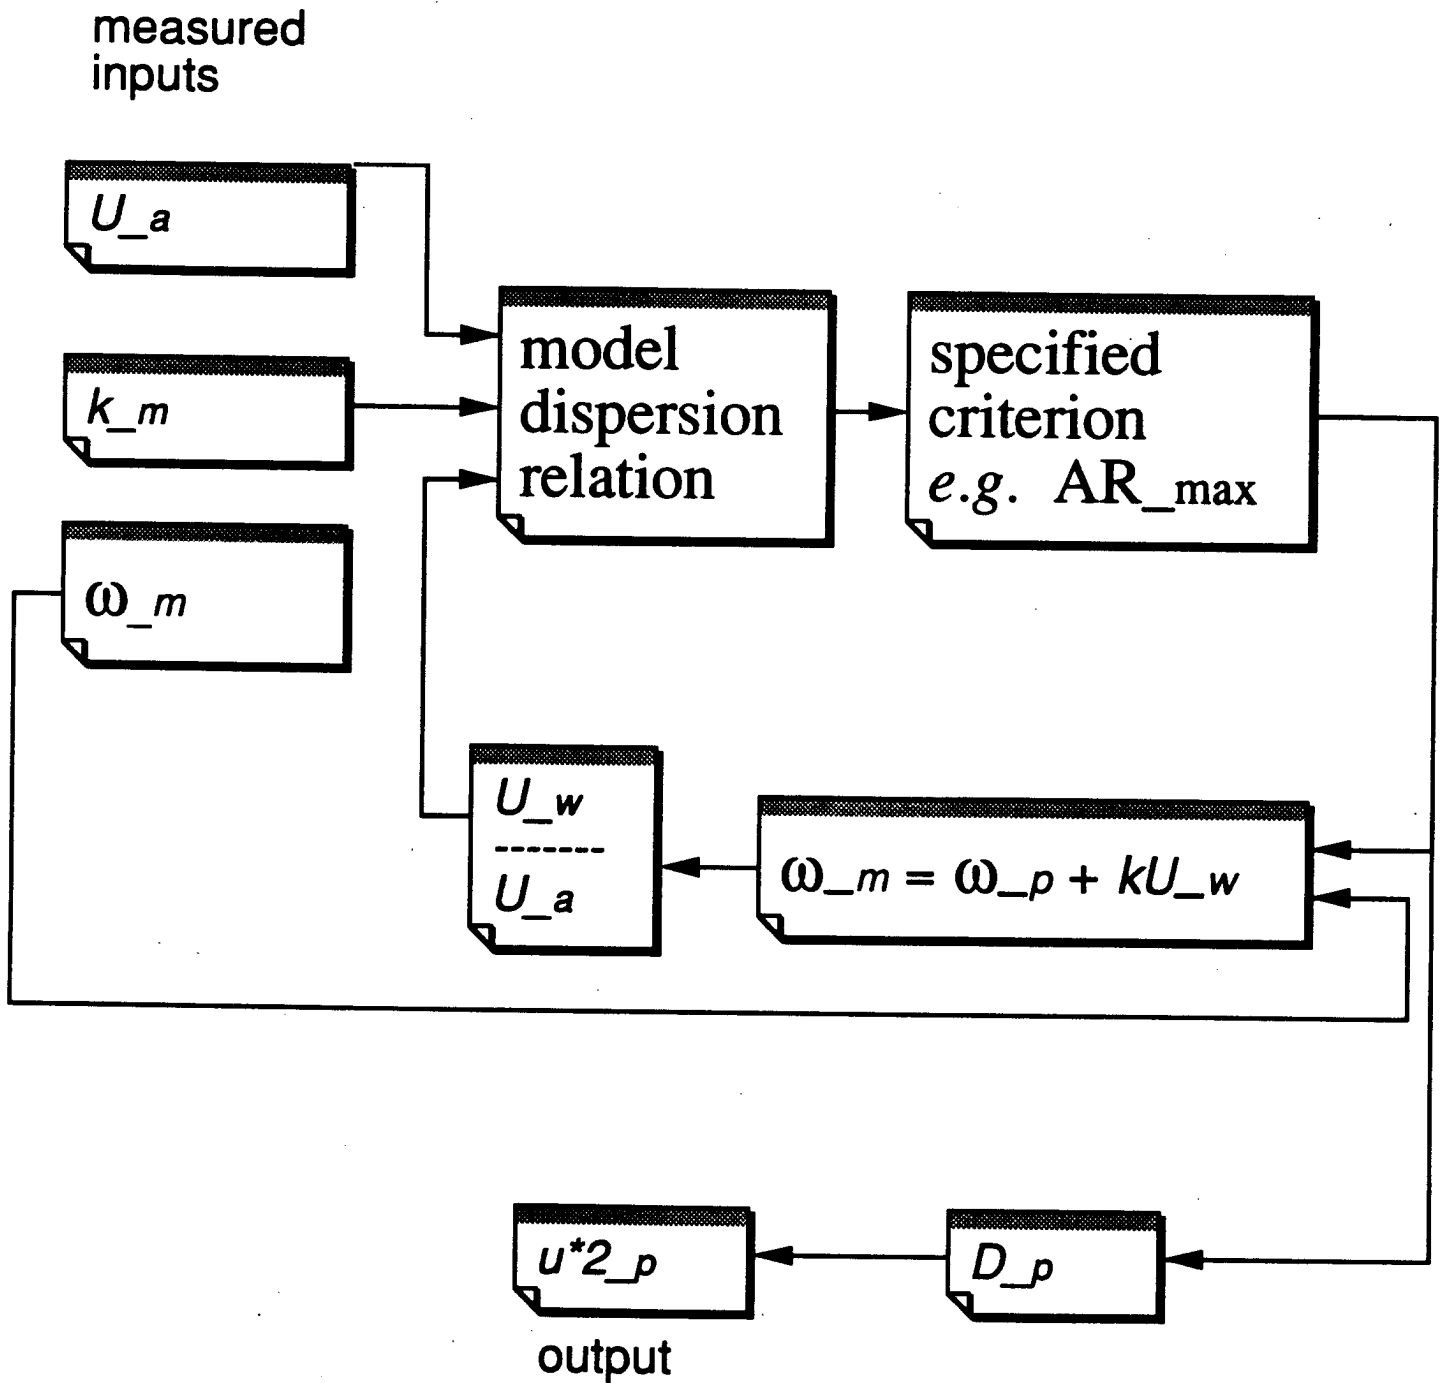 measured
inputs
U_a
k_m
ω_m
model
dispersion
relation
specified
criterion
e.g. AR_max
U_w
-------
U_a
ω_m = ω_p + kU_w
u*2_p
D_p
output